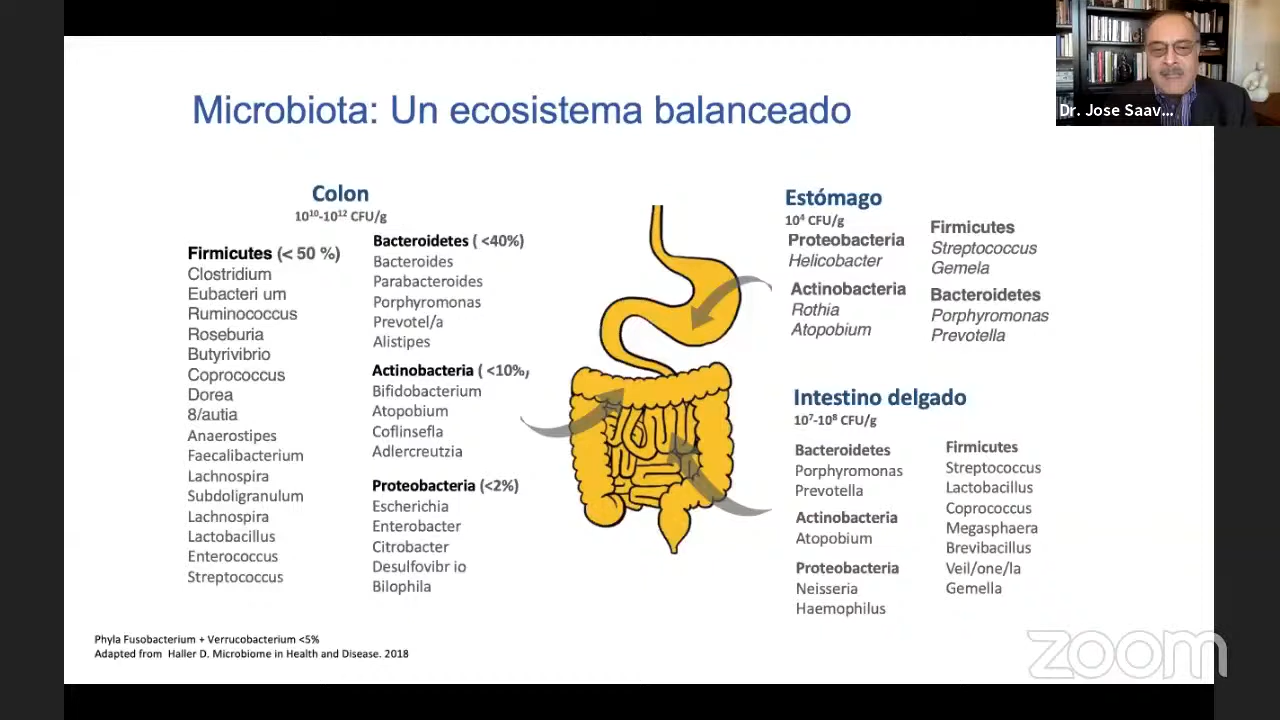 Microbiota: Un ecosistema balanceado
Dr. Jose Saav...
Colon
10¹⁰-10¹² CFU/g
Firmicutes (< 50 %)
Clostridium
Eubacteri um
Ruminococcus
Roseburia
Butyrivibrio
Coprococcus
Dorea
8/autia
Anaerostipes
Faecalibacterium
Lachnospira
Subdoligranulum
Lachnospira
Lactobacillus
Enterococcus
Streptococcus
Bacteroidetes ( <40%)
Bacteroides
Parabacteroides
Porphyromonas
Prevotel/a
Alistipes
Actinobacteria ( <10%,
Bifidobacterium
Atopobium
Coflinsefla
Adlercreutzia
Proteobacteria (<2%)
Escherichia
Enterobacter
Citrobacter
Desulfovibr io
Bilophila
Estómago
10⁴ CFU/g
Proteobacteria
Helicobacter
Actinobacteria
Rothia
Atopobium
Firmicutes
Streptococcus
Gemela
Bacteroidetes
Porphyromonas
Prevotella
Intestino delgado
10⁷-10⁸ CFU/g
Bacteroidetes
Porphyromonas
Prevotella
Actinobacteria
Atopobium
Proteobacteria
Neisseria
Haemophilus
Firmicutes
Streptococcus
Lactobacillus
Coprococcus
Megasphaera
Brevibacillus
Veil/one/la
Gemella
Phyla Fusobacterium + Verrucobacterium <5%
Adapted from Haller D. Microbiome in Health and Disease. 2018
zoom